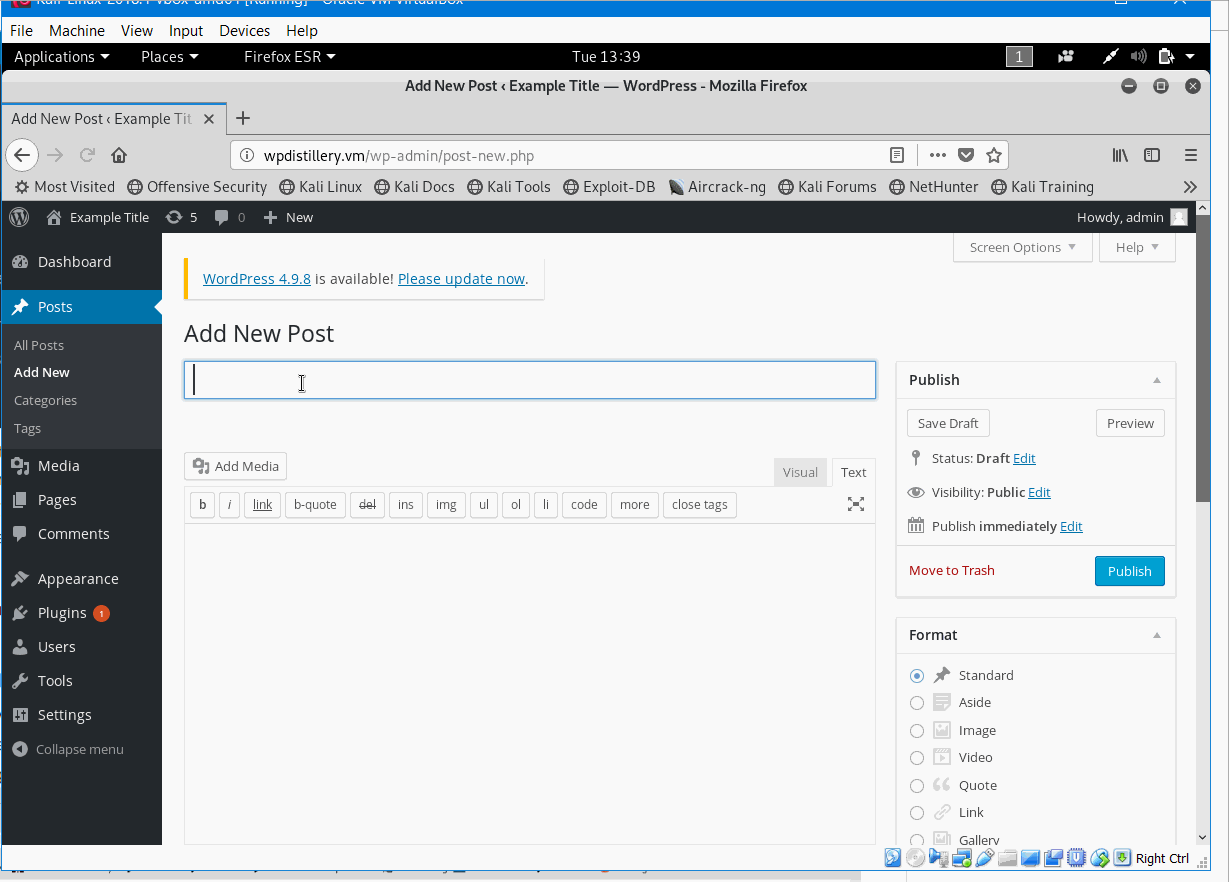 File Machine View Input Devices Help
Applications Places Firefox ESR Tue 13:39 1
Add New Post ‹ Example Title — WordPress - Mozilla Firefox
Add New Post ‹ Example Tit
wpdistillery.vm/wp-admin/post-new.php
Most Visited Offensive Security Kali Linux Kali Docs Kali Tools Exploit-DB Aircrack-ng Kali Forums NetHunter Kali Training
Example Title 5 0 New Howdy, admin
Screen Options Help
Dashboard
Posts
All Posts
Add New
Categories
Tags
Media
Pages
Comments
Appearance
Plugins 1
Users
Tools
Settings
Collapse menu
WordPress 4.9.8 is available! Please update now.
Add New Post
Add Media
Visual Text
b i link b-quote del ins img ul ol li code more close tags
Publish
Save Draft Preview
Status: Draft Edit
Visibility: Public Edit
Publish immediately Edit
Move to Trash Publish
Format
Standard
Aside
Image
Video
Quote
Link
Gallery
Right Ctrl